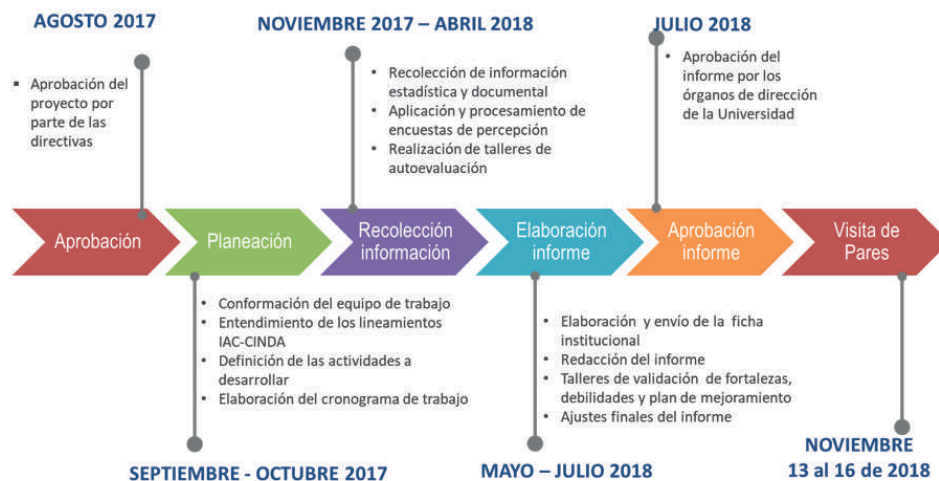 AGOSTO 2017
NOVIEMBRE 2017 – ABRIL 2018
JULIO 2018
▪ Aprobación del
proyecto por
parte de las
directivas
• Recolección de información
estadística y documental
• Aplicación y procesamiento de
encuestas de percepción
• Realización de talleres de
autoevaluación
• Aprobación del
informe por los
órganos de dirección
de la Universidad
Aprobación
Planeación
Recolección
información
Elaboración
informe
Aprobación
informe
Visita de
Pares
• Conformación del equipo de trabajo
• Entendimiento de los lineamientos
IAC-CINDA
• Definición de las actividades a
desarrollar
• Elaboración del cronograma de trabajo
• Elaboración y envío de la ficha
institucional
• Redacción del informe
• Talleres de validación de fortalezas,
debilidades y plan de mejoramiento
• Ajustes finales del informe
SEPTIEMBRE - OCTUBRE 2017
MAYO – JULIO 2018
NOVIEMBRE
13 al 16 de 2018